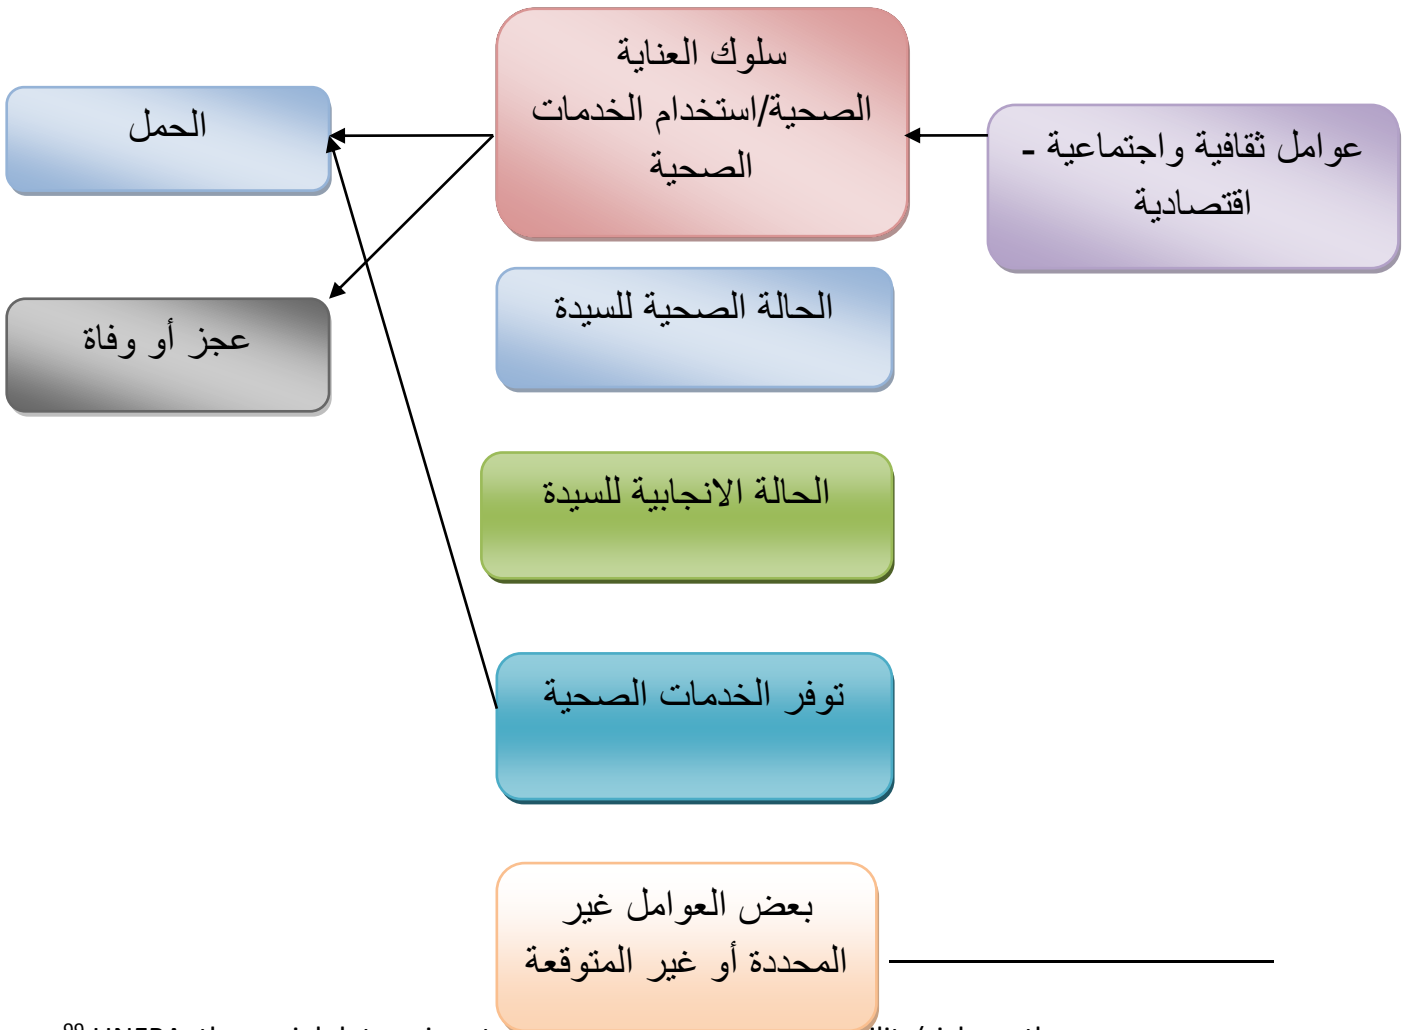 سلوك العناية
الصحية/استخدام الخدمات
الصحية
عوامل ثقافية واجتماعية -
اقتصادية
الحمل
الحالة الصحية للسيدة
عجز أو وفاة
الحالة الانجابية للسيدة
توفر الخدمات الصحية
بعض العوامل غير
المحددة أو غير المتوقعة